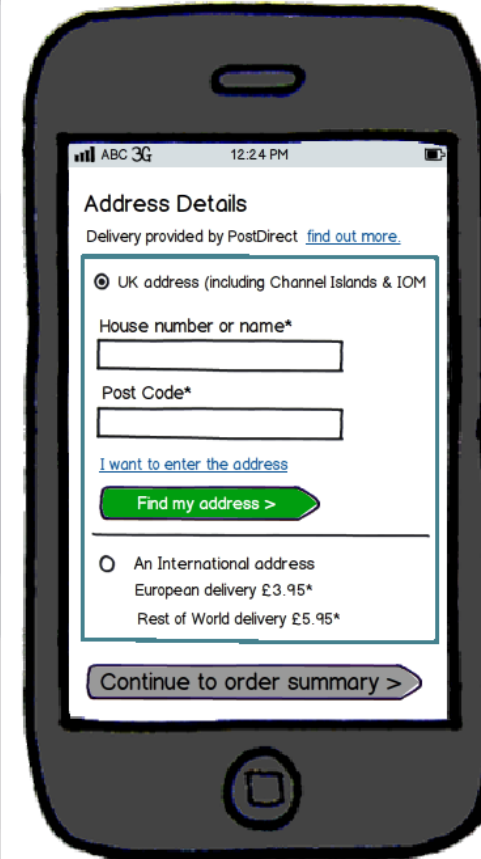 ABC 3G 12:24 PM
Address Details
Delivery provided by PostDirect find out more.
UK address (including Channel Islands & IOM
House number or name*
Post Code*
I want to enter the address
Find my address >
An International address
European delivery £3.95*
Rest of World delivery £5.95*
Continue to order summary >